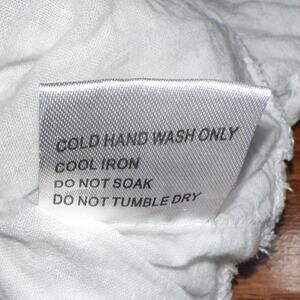 COLD HAND WASH ONLY
COOL IRON
DO NOT SOAK
DO NOT TUMBLE DRY